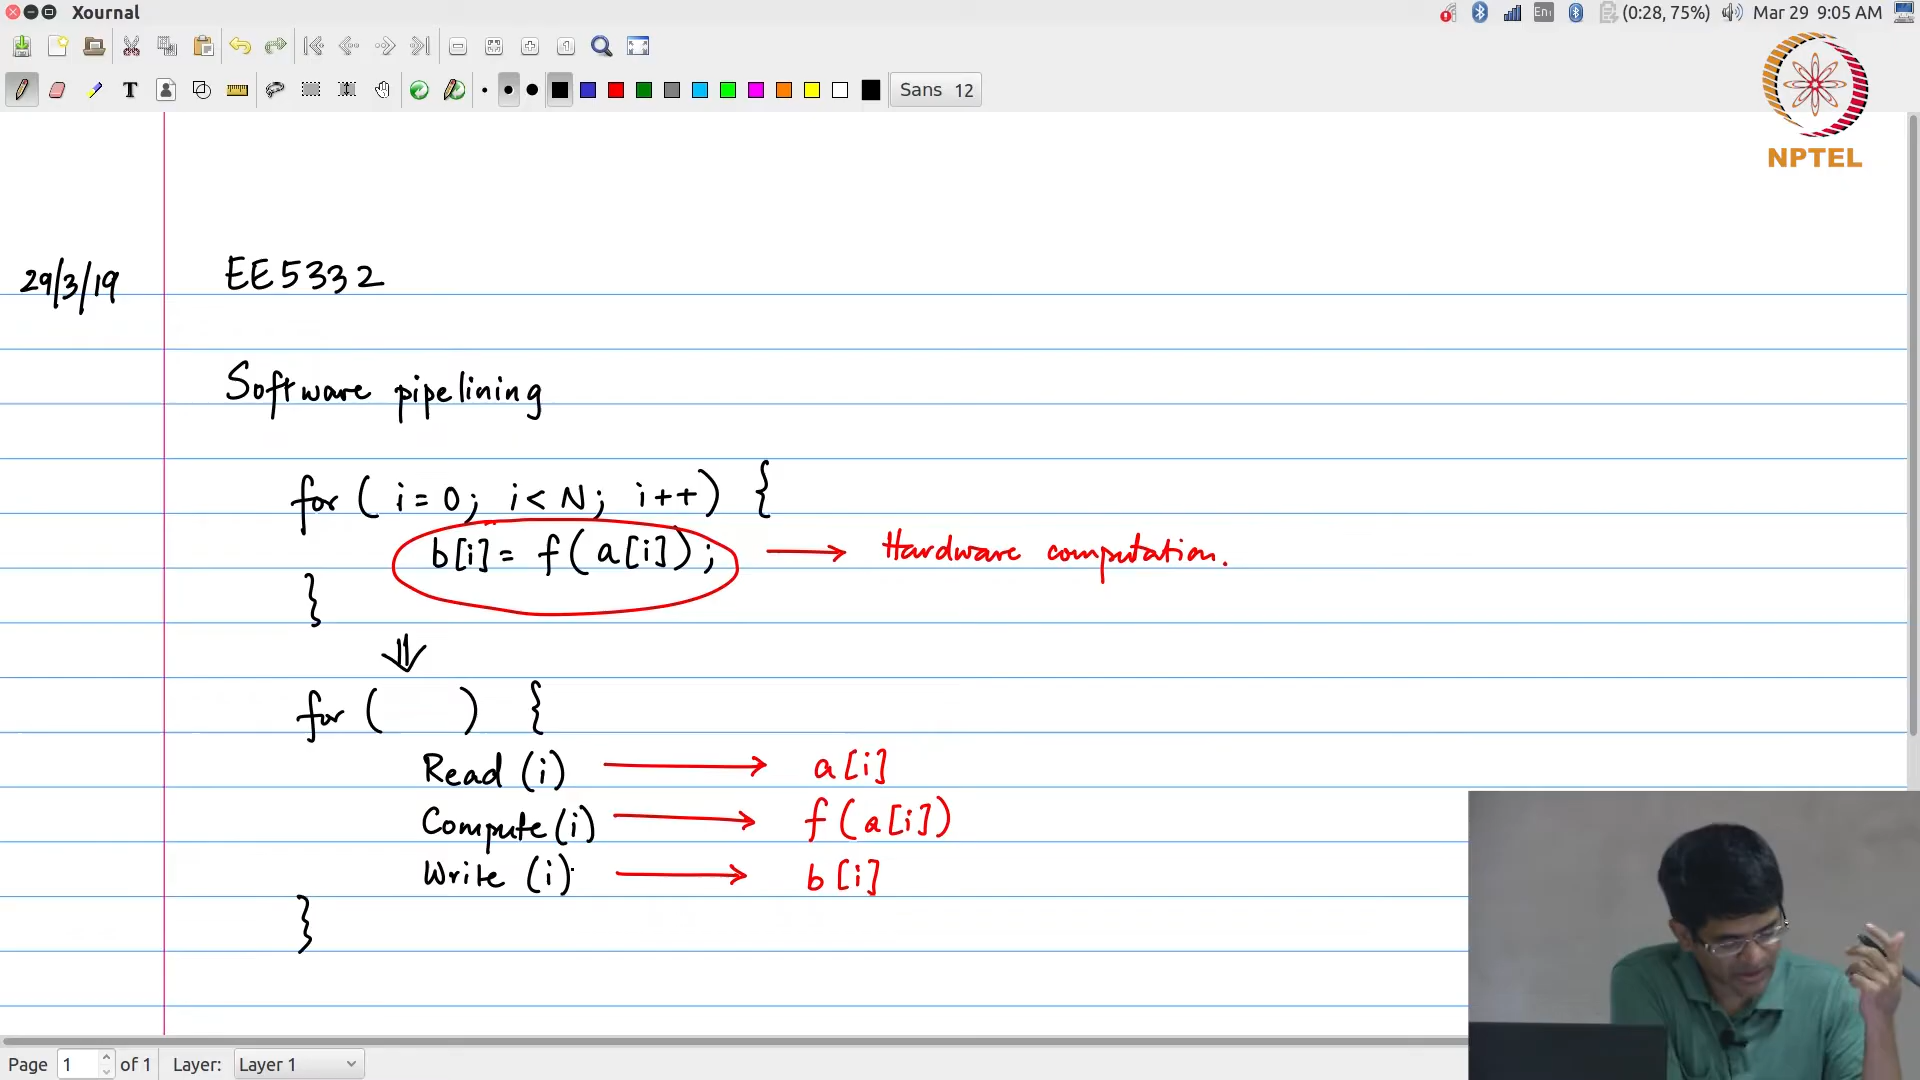 Xournal
En1 (0:28, 75%) Mar 29 9:05 AM
T Sans 12
NPTEL
29/3/19 EE5332
Software pipelining
for ( i=0; i<N; i++) {
b[i]= f(a[i]); → Hardware computation.
}
⇓
for ( ) {
Read (i) → a[i]
Compute(i) → f(a[i])
Write (i) → b[i]
}
Page 1 of 1 Layer: Layer 1